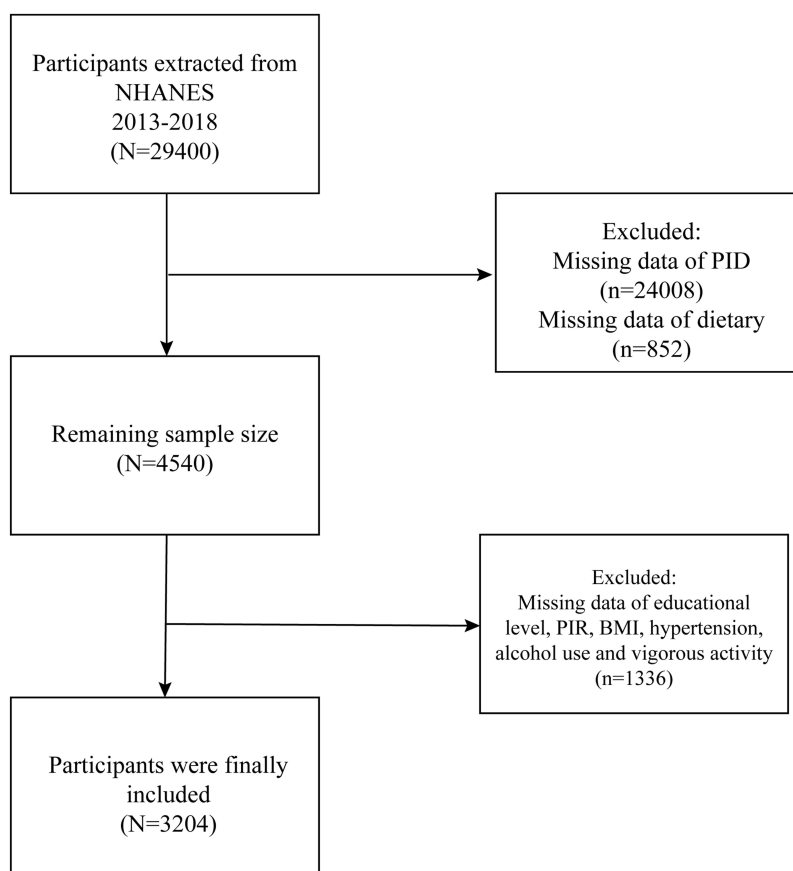 Participants extracted from
NHANES
2013-2018
(N=29400)
Excluded:
Missing data of PID
(n=24008)
Missing data of dietary
(n=852)
Remaining sample size
(N=4540)
Excluded:
Missing data of educational
level, PIR, BMI, hypertension,
alcohol use and vigorous activity
(n=1336)
Participants were finally
included
(N=3204)